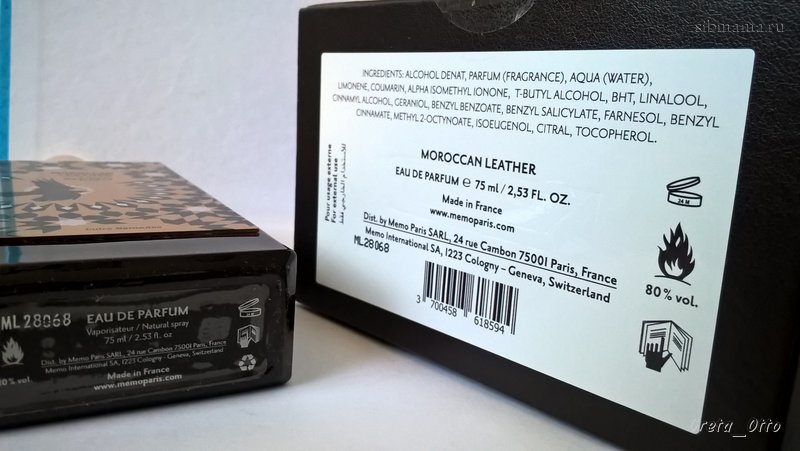 sibmama.ru
INGREDIENTS: ALCOHOL DENAT, PARFUM (FRAGRANCE), AQUA (WATER),
LIMONENE, COUMARIN, ALPHA ISOMETHYL IONONE, T-BUTYL ALCOHOL, BHT, LINALOOL,
CINNAMYL ALCOHOL, GERANIOL, BENZYL BENZOATE, BENZYL SALICYLATE, FARNESOL, BENZYL
CINNAMATE, METHYL 2-OCTYNOATE, ISOEUGENOL, CITRAL, TOCOPHEROL.
Pour usage externe
For external use
للإستخدام الخارجي فقط
MOROCCAN LEATHER
EAU DE PARFUM e 75 ml / 2,53 FL. OZ.
Made in France
www.memoparis.com
Dist. by Memo Paris SARL, 24 rue Cambon 75001 Paris, France
Memo International SA, 1223 Cologny - Geneva, Switzerland
ML28068
3 700458 618594
24 M
80% vol.
ML28068
EAU DE PARFUM
Vaporisateur / Natural spray
75 ml / 2.53 fl. oz
Dist. by Memo Paris SARL, 24 rue Cambon 75001 Paris, France
Memo International SA, 1223 Cologny - Geneva, Switzerland
Made in France
www.memoparis.com
80% vol.
Greta_Otto